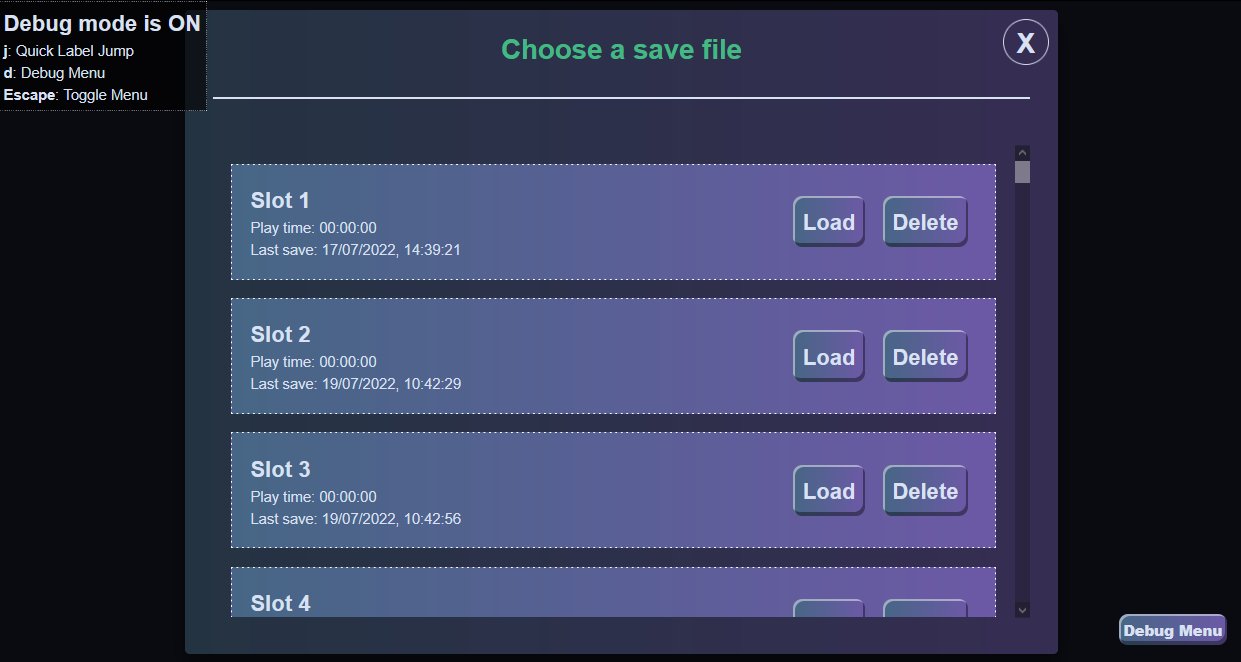 Debug mode is ON
j: Quick Label Jump
d: Debug Menu
Escape: Toggle Menu
Choose a save file
X
Slot 1
Play time: 00:00:00
Last save: 17/07/2022, 14:39:21
Load
Delete
Slot 2
Play time: 00:00:00
Last save: 19/07/2022, 10:42:29
Load
Delete
Slot 3
Play time: 00:00:00
Last save: 19/07/2022, 10:42:56
Load
Delete
Slot 4
Debug Menu